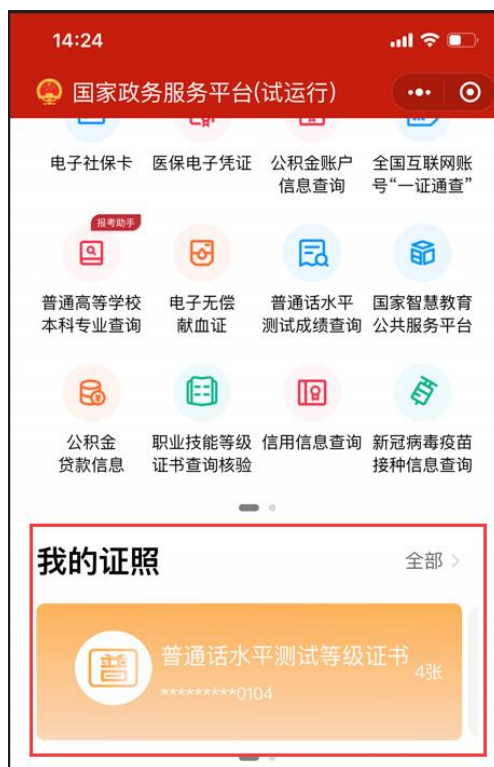 14:24
国家政务服务平台(试运行)
电子社保卡 医保电子凭证 公积金账户 全国互联网账
信息查询 号“一证通查”
报考助手
普通高等学校 电子无偿 普通话水平 国家智慧教育
本科专业查询 献血证 测试成绩查询 公共服务平台
公积金 职业技能等级 信用信息查询 新冠病毒疫苗
贷款信息 证书查询核验 接种信息查询
我的证照 全部 >
普 普通话水平测试等级证书 4张
*********0104